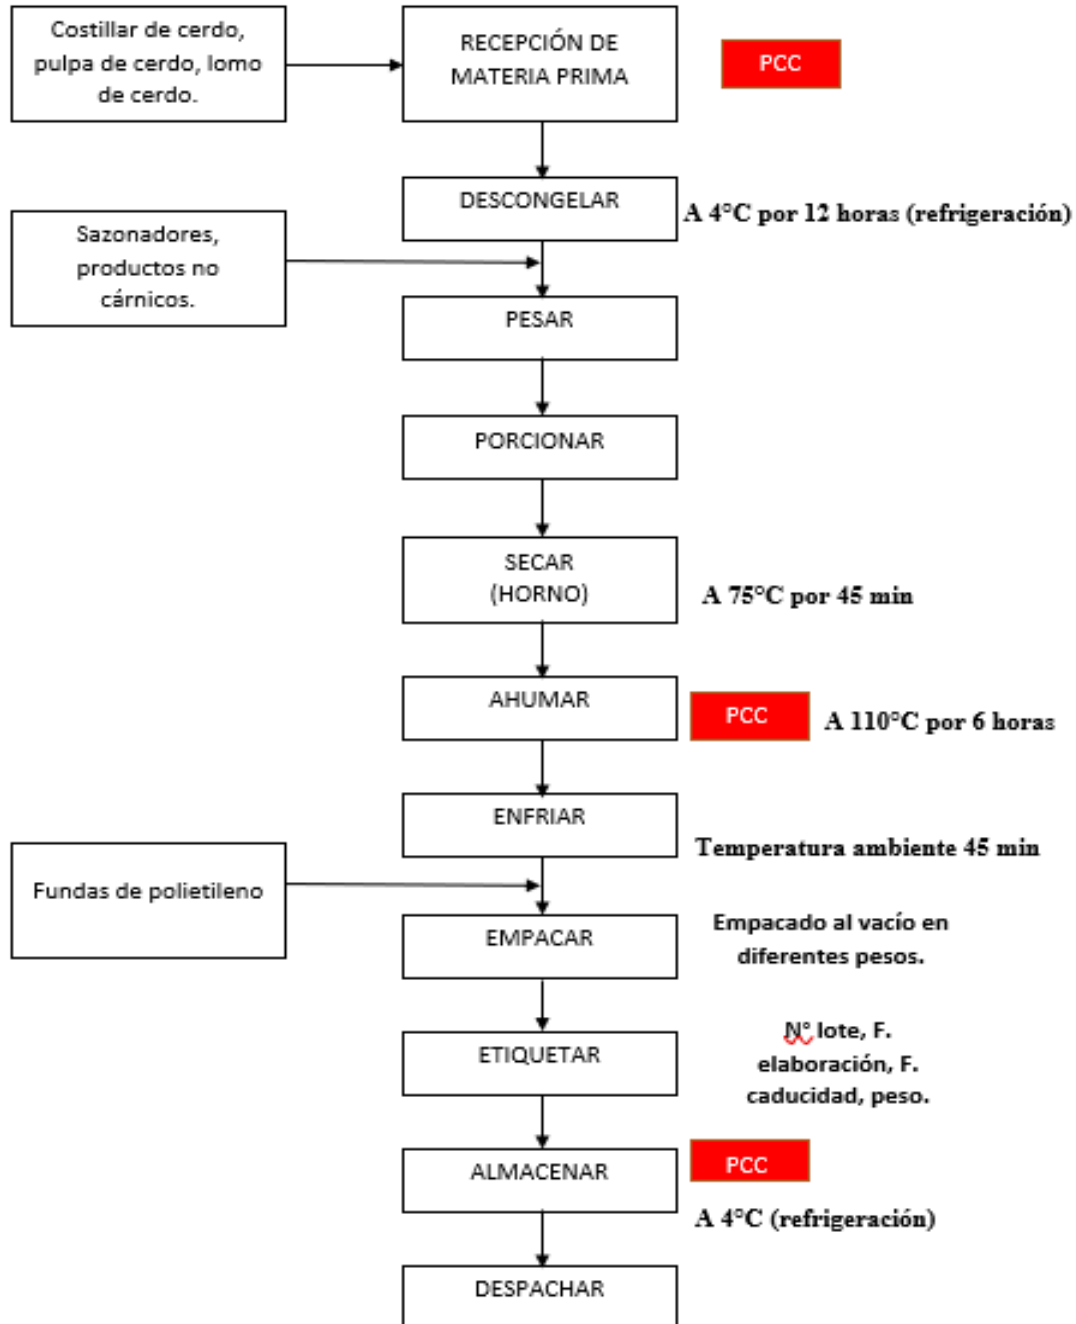 Costillar de cerdo,
pulpa de cerdo, lomo
de cerdo.
RECEPCIÓN DE
MATERIA PRIMA
PCC
DESCONGELAR
A 4°C por 12 horas (refrigeración)
Sazonadores,
productos no
cárnicos.
PESAR
PORCIONAR
SECAR
(HORNO)
A 75°C por 45 min
AHUMAR
PCC
A 110°C por 6 horas
ENFRIAR
Temperatura ambiente 45 min
Fundas de polietileno
EMPACAR
Empacado al vacío en
diferentes pesos.
ETIQUETAR
N° lote, F.
elaboración, F.
caducidad, peso.
ALMACENAR
PCC
A 4°C (refrigeración)
DESPACHAR